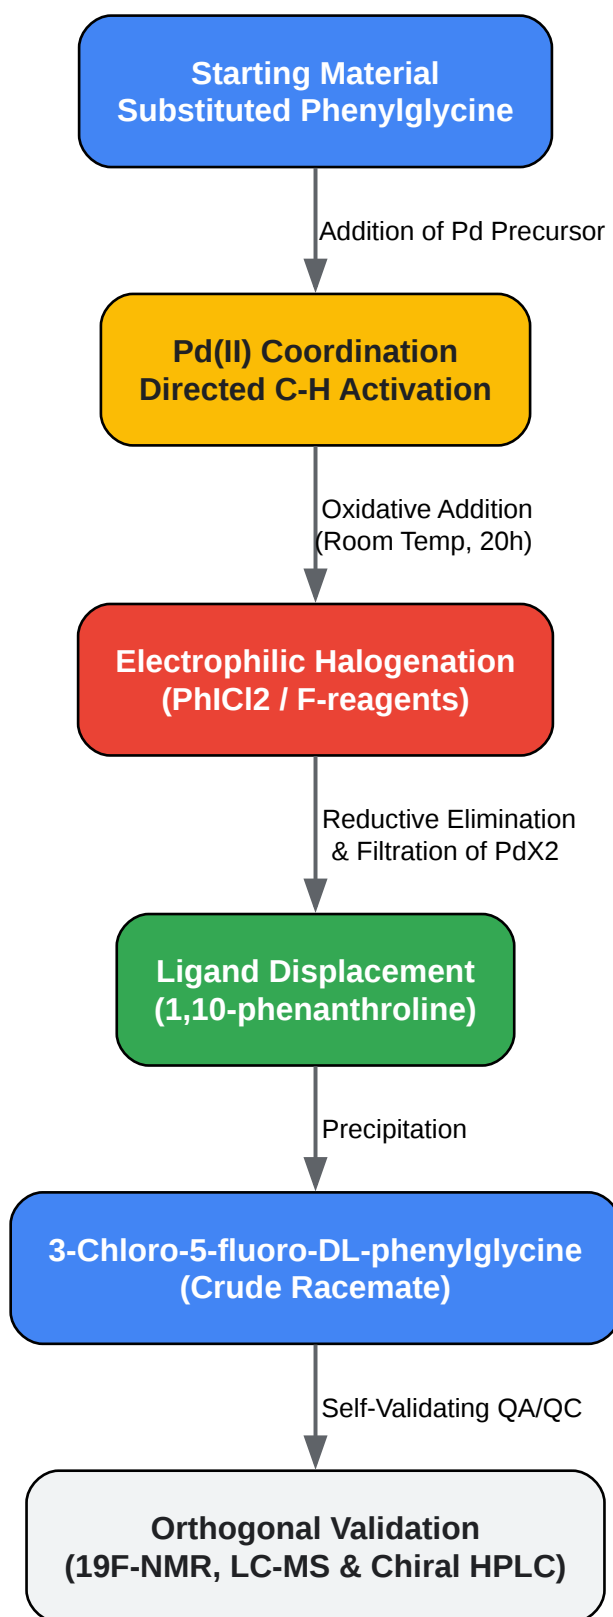 Starting Material
Substituted Phenylglycine
Addition of Pd Precursor
Pd(II) Coordination
Directed C-H Activation
Oxidative Addition
(Room Temp, 20h)
Electrophilic Halogenation
(PhICl2 / F-reagents)
Reductive Elimination
& Filtration of PdX2
Ligand Displacement
(1,10-phenanthroline)
Precipitation
3-Chloro-5-fluoro-DL-phenylglycine
(Crude Racemate)
Self-Validating QA/QC
Orthogonal Validation
(19F-NMR, LC-MS & Chiral HPLC)